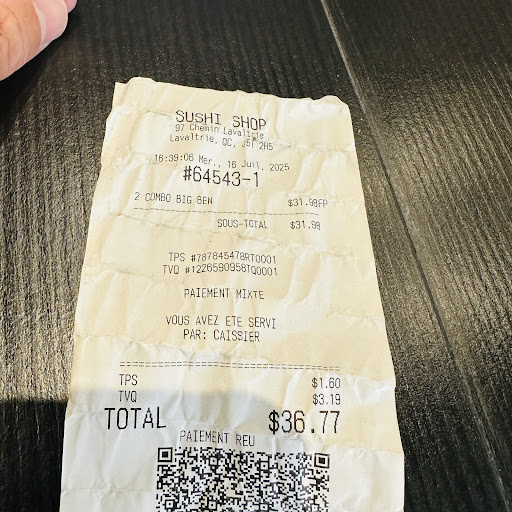 SUSHI SHOP
97 Chemin Lavaltrie
Lavaltrie, QC, J5T 2H5
16:39:06 Mer., 16 Juil. 2025
#64543-1
2 COMBO BIG BEN $31.98FP
SOUS-TOTAL $31.98
TPS #787845478RT0001
TVQ #1226590958TQ0001
PAIEMENT MIXTE
VOUS AVEZ ETE SERVI
PAR: CAISSIER
TPS $1.60
TVQ $3.19
TOTAL $36.77
PAIEMENT REU